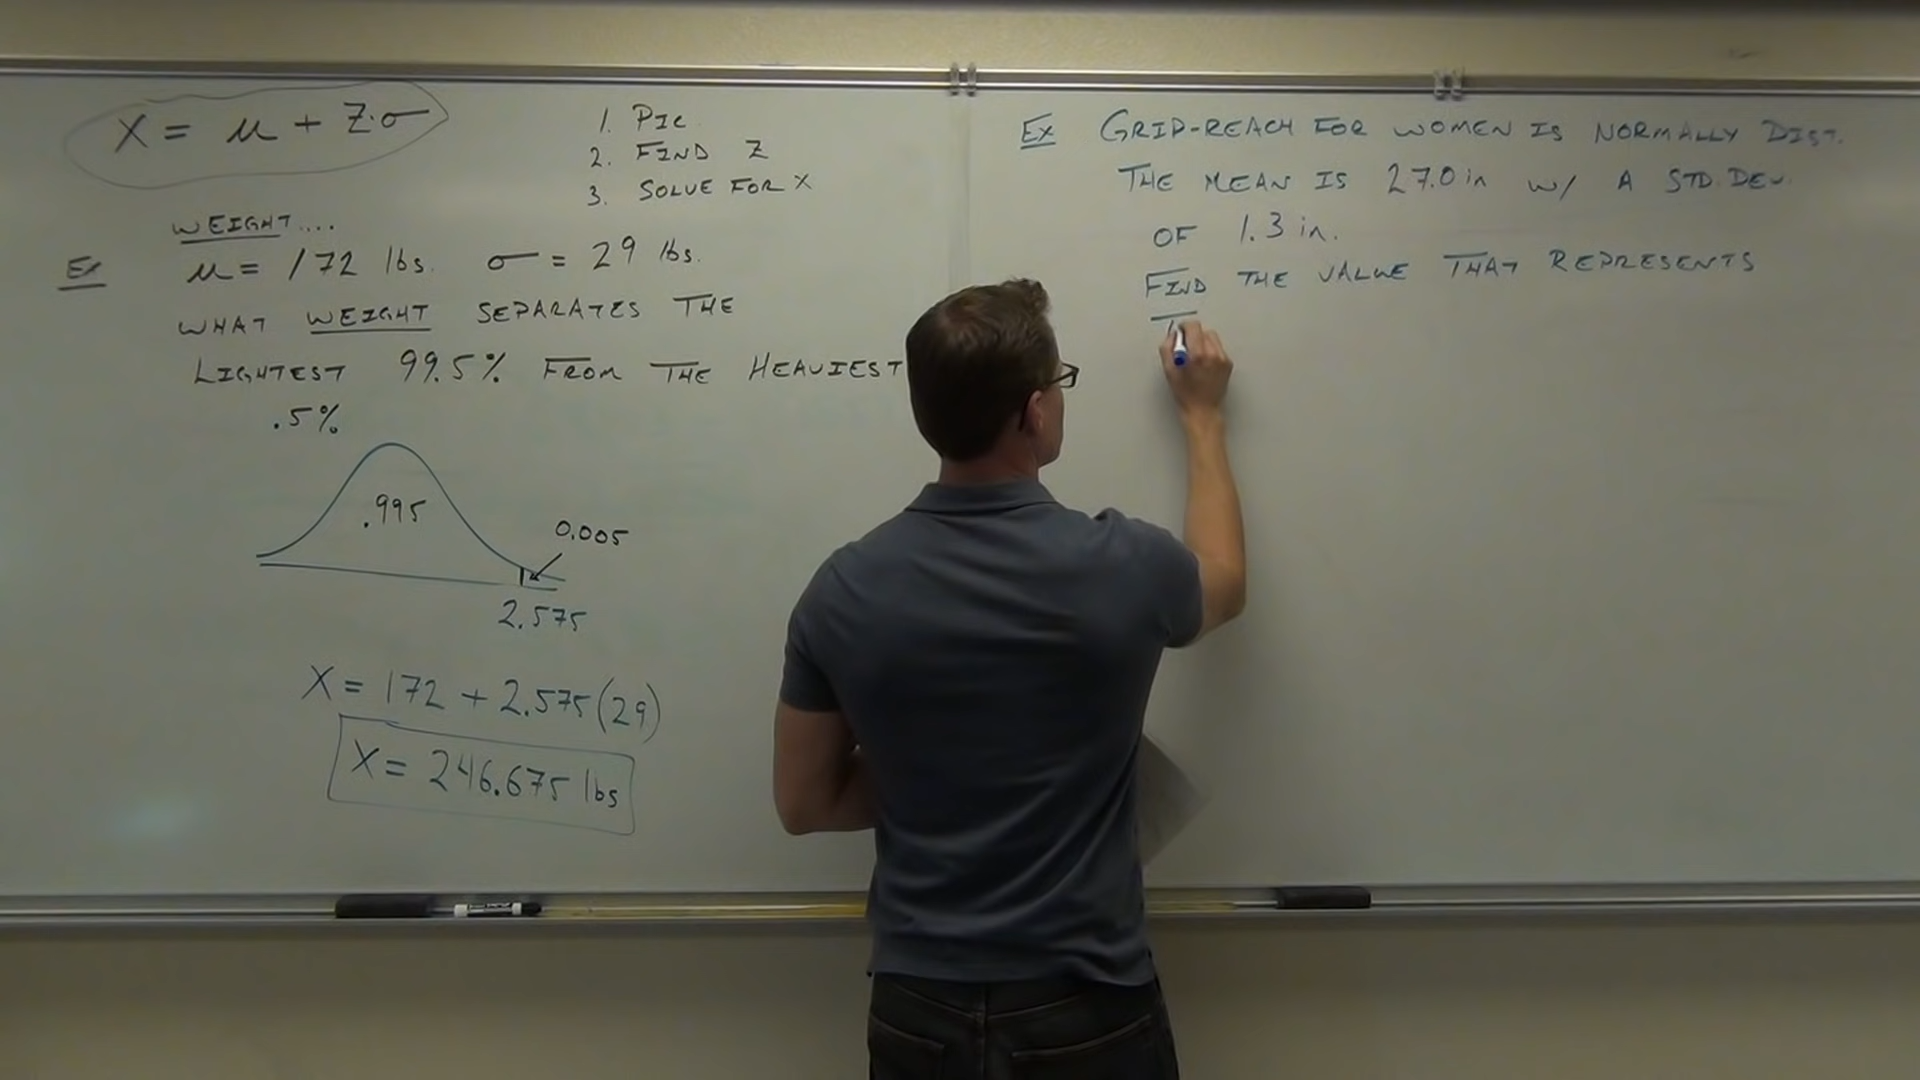 X = μ + Z·σ
1. PIC
2. FIND Z
3. SOLVE FOR X
WEIGHT....
Ex μ = 172 lbs. σ = 29 lbs.
WHAT WEIGHT SEPARATES THE
LIGHTEST 99.5% FROM THE HEAVIEST
.5%
.995
0.005
2.575
X = 172 + 2.575(29)
X = 246.675 lbs
Ex GRID-REACH FOR WOMEN IS NORMALLY DIST.
THE MEAN IS 27.0 in W/ A STD. DEV.
OF 1.3 in.
FIND THE VALUE THAT REPRESENTS